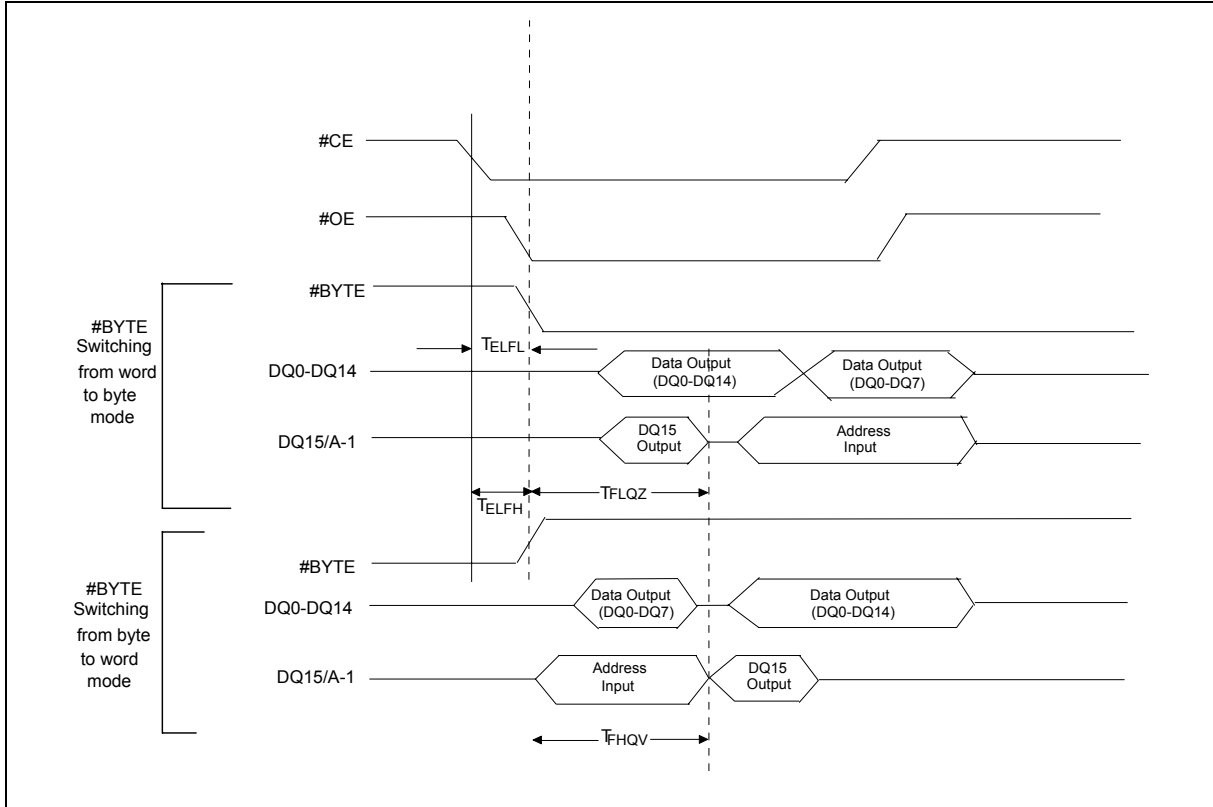 #CE
#OE
#BYTE
#BYTE
Switching
from word
to byte
mode
TELFL
DQ0-DQ14
Data Output
(DQ0-DQ14)
Data Output
(DQ0-DQ7)
DQ15/A-1
DQ15
Output
Address
Input
TELFH
TFLQZ
#BYTE
#BYTE
Switching
from byte
to word
mode
DQ0-DQ14
Data Output
(DQ0-DQ7)
Data Output
(DQ0-DQ14)
DQ15/A-1
Address
Input
DQ15
Output
TFHQV